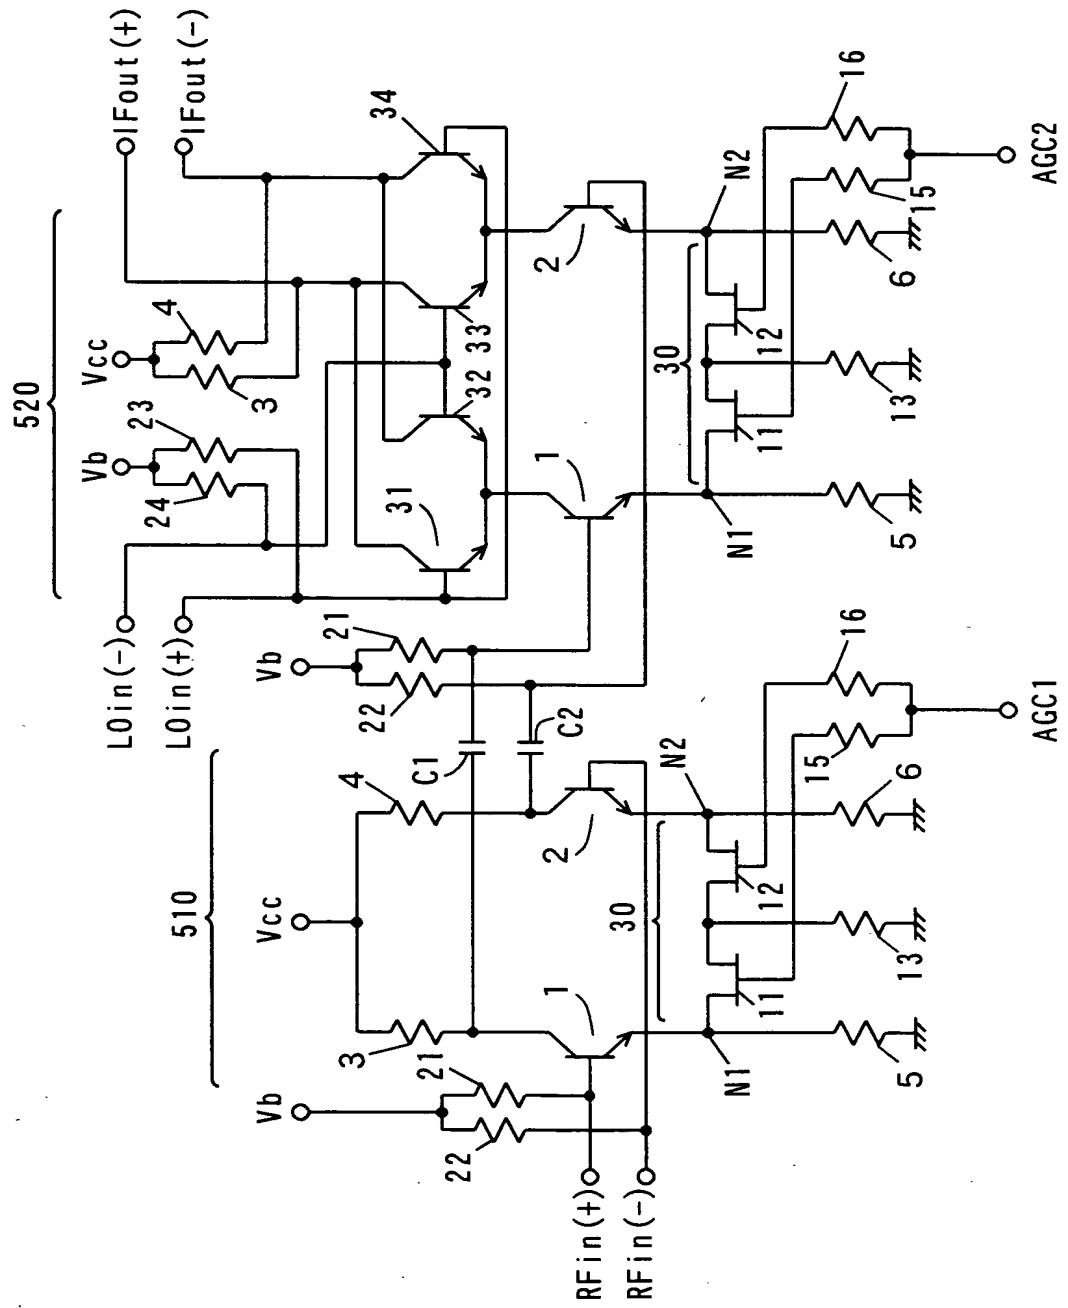 510
520
Vb
Vcc
Vb
LOin(-)
LOin(+)
Vb
Vcc
IFout(+)
IFout(-)
24
23
3
4
31
32
33
34
22
21
3
4
22
21
C1
C2
1
2
1
2
RFin(+)
RFin(-)
N1
30
N2
N1
30
N2
11
12
11
12
5
13
6
15
16
5
13
6
15
16
AGC1
AGC2